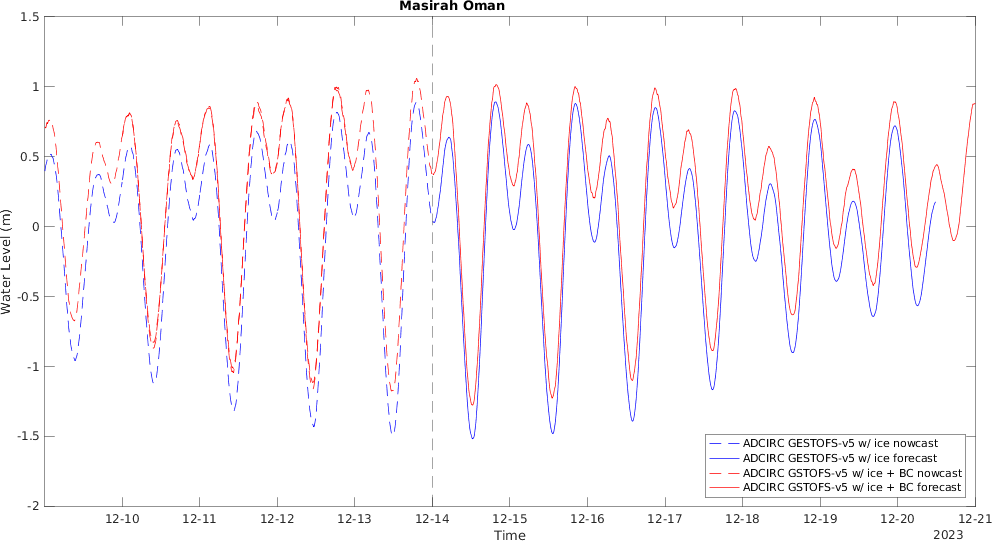 Masirah Oman
1.5
1
0.5
0
-0.5
-1
-1.5
-2
Water Level (m)
12-10 12-11 12-12 12-13 12-14 12-15 12-16 12-17 12-18 12-19 12-20 12-21
Time
2023
ADCIRC GESTOFS-v5 w/ ice nowcast
ADCIRC GESTOFS-v5 w/ ice forecast
ADCIRC GSTOFS-v5 w/ ice + BC nowcast
ADCIRC GSTOFS-v5 w/ ice + BC forecast